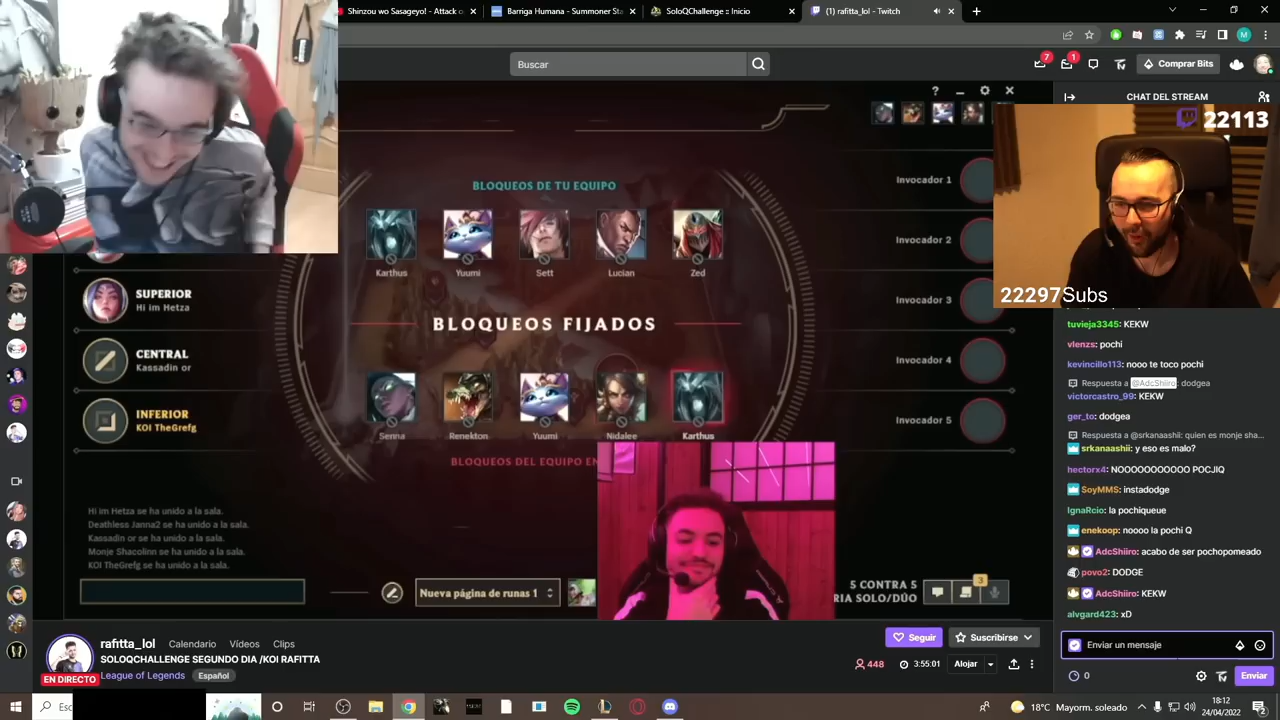 Shinzou wo Sasageyo! - Attack o
Barriga Humana - Summoner Sta
SoloQChallenge :: Inicio
(1) rafitta_lol - Twitch
M
Buscar
7
1
Comprar Bits
CHAT DEL STREAM
22113
22297Subs
BLOQUEOS DE TU EQUIPO
Karthus
Yuumi
Sett
Lucian
Zed
BLOQUEOS FIJADOS
Senna
Renekton
Yuumi
Nidalee
Karthus
BLOQUEOS DEL EQUIPO EN
SUPERIOR
Hi im Hetza
CENTRAL
Kassadin or
INFERIOR
KOI TheGrefg
Invocador 1
Invocador 2
Invocador 3
Invocador 4
Invocador 5
Hi im Hetza se ha unido a la sala.
Deathless Janna2 se ha unido a la sala.
Kassadin or se ha unido a la sala.
Monje Shacolinn se ha unido a la sala.
KOI TheGrefg se ha unido a la sala.
Nueva página de runas 1
5 CONTRA 5
RIA SOLO/DÚO
3
tuvieja3345: KEKW
vlenzs: pochi
kevincillo113: nooo te toco pochi
Respuesta a @AdcShiiro: dodgea
victorcastro_99: KEKW
ger_to: dodgea
Respuesta a @srkanaashii: quien es monje sha...
srkanaashii: y eso es malo?
hectorx4: NOOOOOOOOOO POCJIQ
SoyMMS: instadodge
IgnaRcio: la pochiqueue
enekoop: noooo la pochi Q
AdcShiiro: acabo de ser pochopomeado
povo2: DODGE
AdcShiiro: KEKW
alvgard423: xD
Enviar un mensaje
0
Enviar
rafitta_lol
Calendario
Vídeos
Clips
SOLOQCHALLENGE SEGUNDO DIA /KOI RAFITTA
League of Legends
Español
EN DIRECTO
Seguir
Suscribirse
448
3:55:01
Alojar
Esc
18°C Mayorm. soleado
18:12
24/04/2022